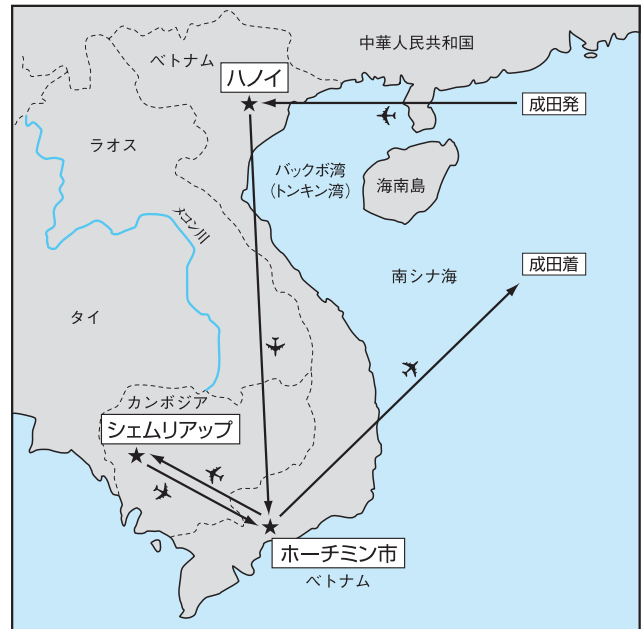 中華人民共和国
ベトナム
ハノイ
成田発
ラオス
バックボ湾
(トンキン湾)
海南島
メコン川
成田着
南シナ海
タイ
カンボジア
シェムリアップ
ホーチミン市
ベトナム